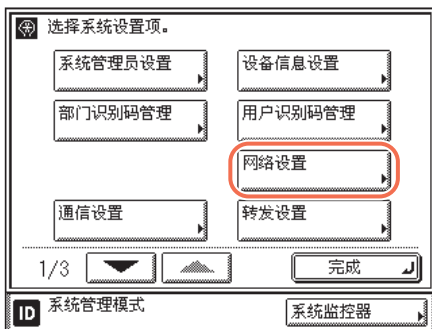 选择系统设置项。
系统管理员设置
设备信息设置
部门识别码管理
用户识别码管理
网络设置
通信设置
转发设置
1/3
完成
ID 系统管理模式
系统监控器